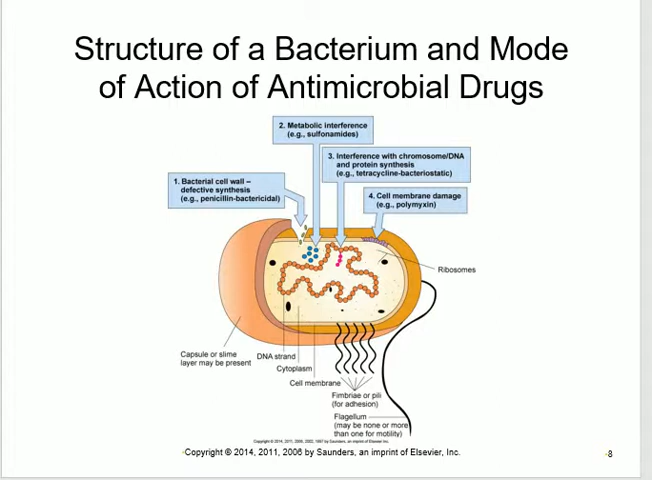 Structure of a Bacterium and Mode
of Action of Antimicrobial Drugs
2. Metabolic interference
(e.g., sulfonamides)
3. Interference with chromosome/DNA
and protein synthesis
(e.g., tetracycline-bacteriostatic)
1. Bacterial cell wall –
defective synthesis
(e.g., penicillin-bactericidal)
4. Cell membrane damage
(e.g., polymyxin)
Ribosomes
Capsule or slime
layer may be present
DNA strand
Cytoplasm
Cell membrane
Fimbriae or pili
(for adhesion)
Flagellum
(may be none or more
than one for motility)
Copyright © 2014, 2011, 2006, 2002, 1997 by Saunders, an imprint of Elsevier Inc.
•Copyright © 2014, 2011, 2006 by Saunders, an imprint of Elsevier, Inc.
•8